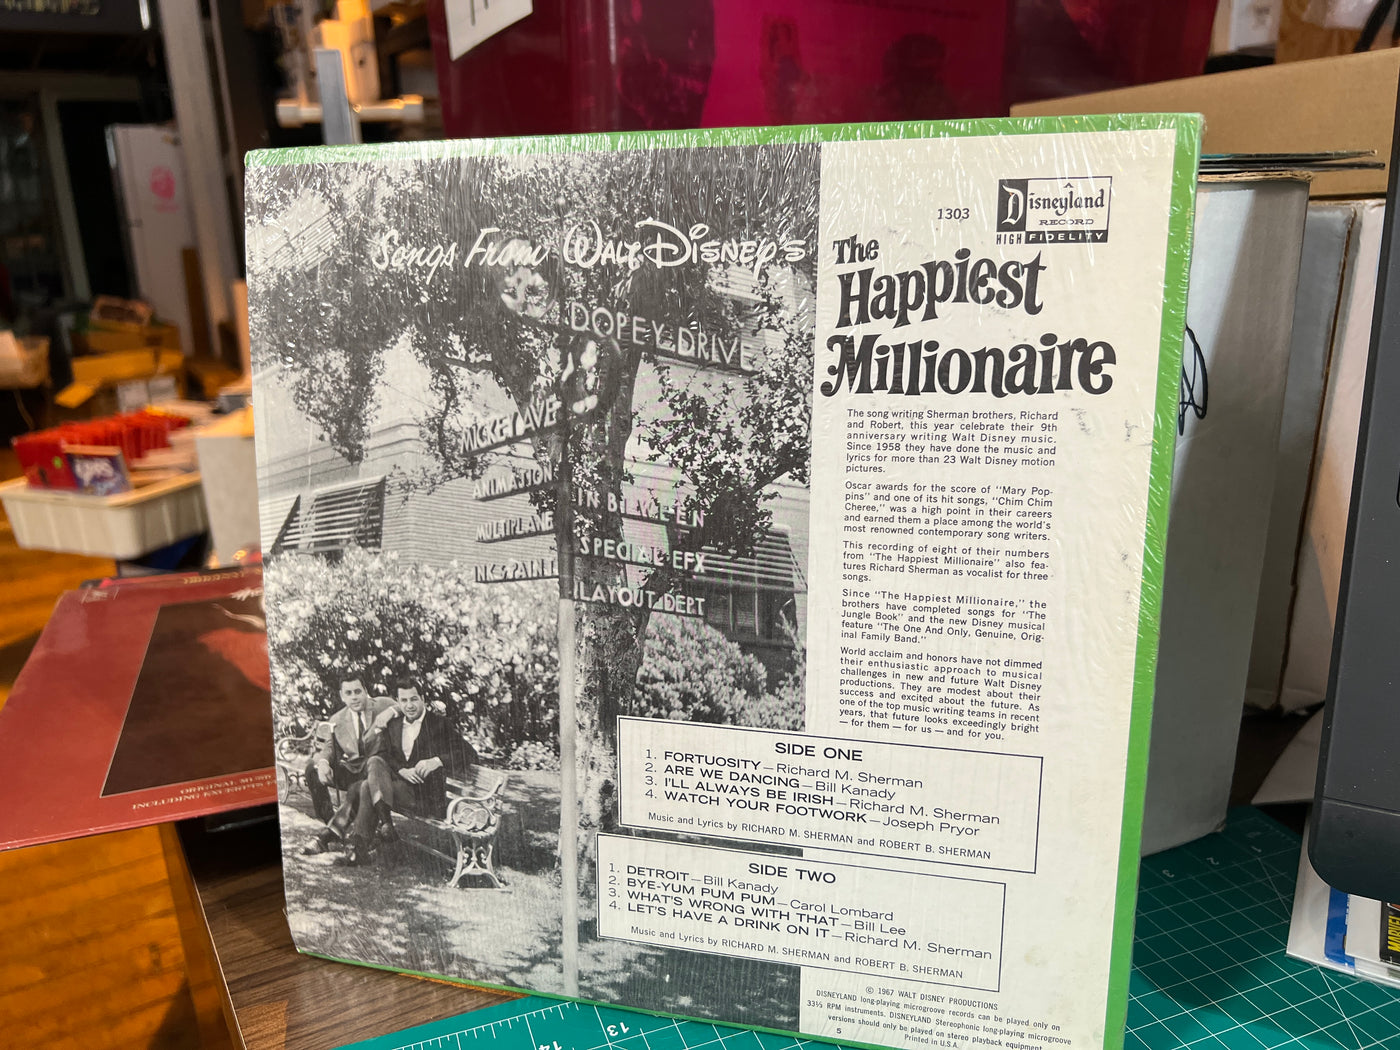 Songs From Walt Disney's
DOPEY DRIVE
MICKEY AVE
ANIMATION
IN BETWEEN
MULTIPLANE
SPECIAL EFX
INK & PAINT
LAYOUT DEPT
1303
Disneyland
RECORD
HIGH FIDELITY
The
Happiest
Millionaire
The song writing Sherman brothers, Richard
and Robert, this year celebrate their 9th
anniversary writing Walt Disney music.
Since 1958 they have done the music and
lyrics for more than 23 Walt Disney motion
pictures.
Oscar awards for the score of "Mary Pop-
pins" and one of its hit songs, "Chim Chim
Cheree," was a high point in their careers
and earned them a place among the world's
most renowned contemporary song writers.
This recording of eight of their numbers
from "The Happiest Millionaire" also fea-
tures Richard Sherman as vocalist for three
songs.
Since "The Happiest Millionaire," the
brothers have completed songs for "The
Jungle Book" and the new Disney musical
feature "The One And Only, Genuine, Orig-
inal Family Band."
World acclaim and honors have not dimmed
their enthusiastic approach to musical
challenges in new and future Walt Disney
productions. They are modest about their
success and excited about the future. As
one of the top music writing teams in recent
years, that future looks exceedingly bright
— for them — for us — and for you.
SIDE ONE
1. FORTUOSITY—Richard M. Sherman
2. ARE WE DANCING—Bill Kanady
3. I'LL ALWAYS BE IRISH—Richard M. Sherman
4. WATCH YOUR FOOTWORK—Joseph Pryor
Music and Lyrics by RICHARD M. SHERMAN and ROBERT B. SHERMAN
SIDE TWO
1. DETROIT—Bill Kanady
2. BYE-YUM PUM PUM—Carol Lombard
3. WHAT'S WRONG WITH THAT—Bill Lee
4. LET'S HAVE A DRINK ON IT—Richard M. Sherman
Music and Lyrics by RICHARD M. SHERMAN and ROBERT B. SHERMAN
© 1967 WALT DISNEY PRODUCTIONS
DISNEYLAND long-playing microgroove records can be played only on
33⅓ RPM instruments. DISNEYLAND Stereophonic long-playing microgroove
versions should only be played on stereo playback equipment.
5
Printed in U.S.A.
ORIGINAL MUSI
INCLUDING EXCERPTS
14
13
2